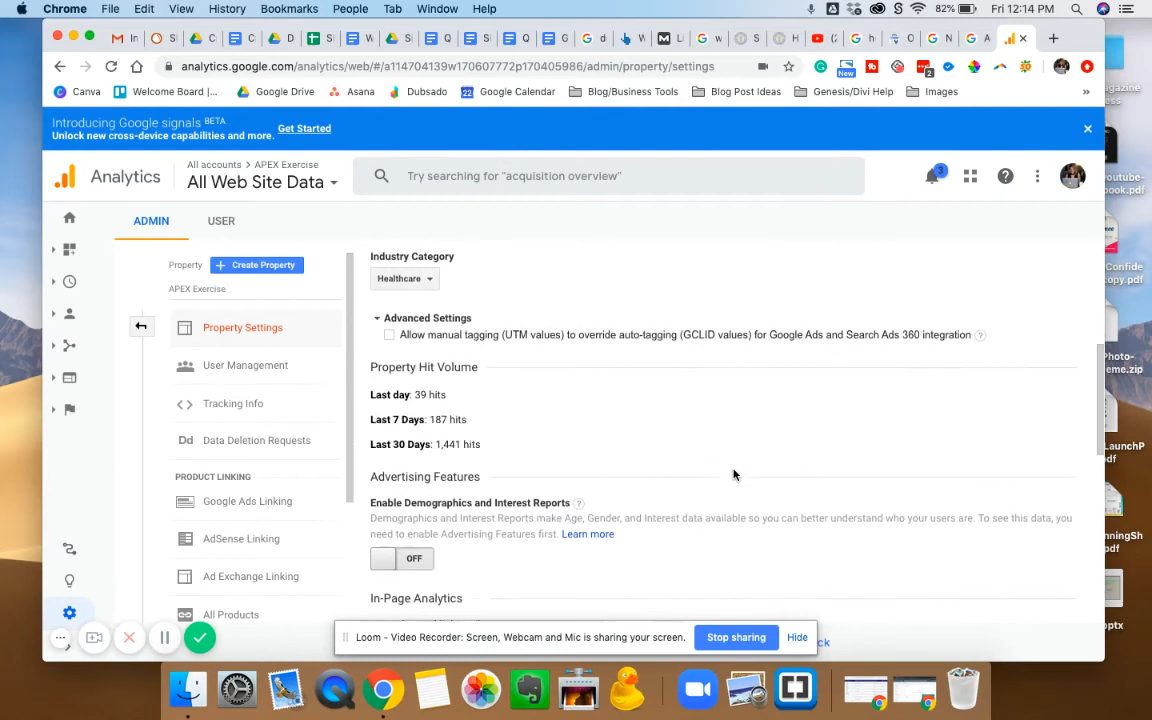 Chrome File Edit View History Bookmarks People Tab Window Help 82% Fri 12:14 PM
analytics.google.com/analytics/web/#/a114704139w170607772p170405986/admin/property/settings New 2
Canva Welcome Board |... Google Drive Asana Dubsado 22 Google Calendar Blog/Business Tools Blog Post Ideas Genesis/Divi Help Images »
Introducing Google signals BETA
Unlock new cross-device capabilities and more. Get Started
Analytics
All accounts > APEX Exercise
All Web Site Data
Try searching for "acquisition overview"
3
ADMIN USER
Property + Create Property
APEX Exercise
Property Settings
User Management
Tracking Info
Dd Data Deletion Requests
PRODUCT LINKING
Google Ads Linking
AdSense Linking
Ad Exchange Linking
All Products
Industry Category
Healthcare
Advanced Settings
Allow manual tagging (UTM values) to override auto-tagging (GCLID values) for Google Ads and Search Ads 360 integration ?
Property Hit Volume
Last day: 39 hits
Last 7 Days: 187 hits
Last 30 Days: 1,441 hits
Advertising Features
Enable Demographics and Interest Reports ?
Demographics and Interest Reports make Age, Gender, and Interest data available so you can better understand who your users are. To see this data, you
need to enable Advertising Features first. Learn more
OFF
In-Page Analytics
Loom - Video Recorder: Screen, Webcam and Mic is sharing your screen. Stop sharing Hide